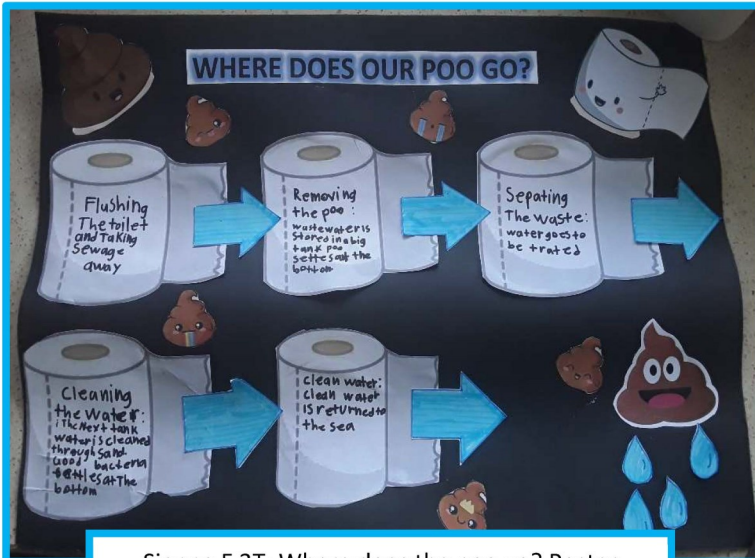 WHERE DOES OUR POO GO?
Flushing
The toilet
and Taking
Sewage
away
Removing
the poo:
wastewater is
stored in a big
tank poo
settes out the
bottom
Sepating
The waste:
water goes to
be trated
Cleaning
the Water:
The next tank
water is cleaned
through sand
Good bacteria
settles at The
bottom
clean water:
clean water
is returned to
the sea